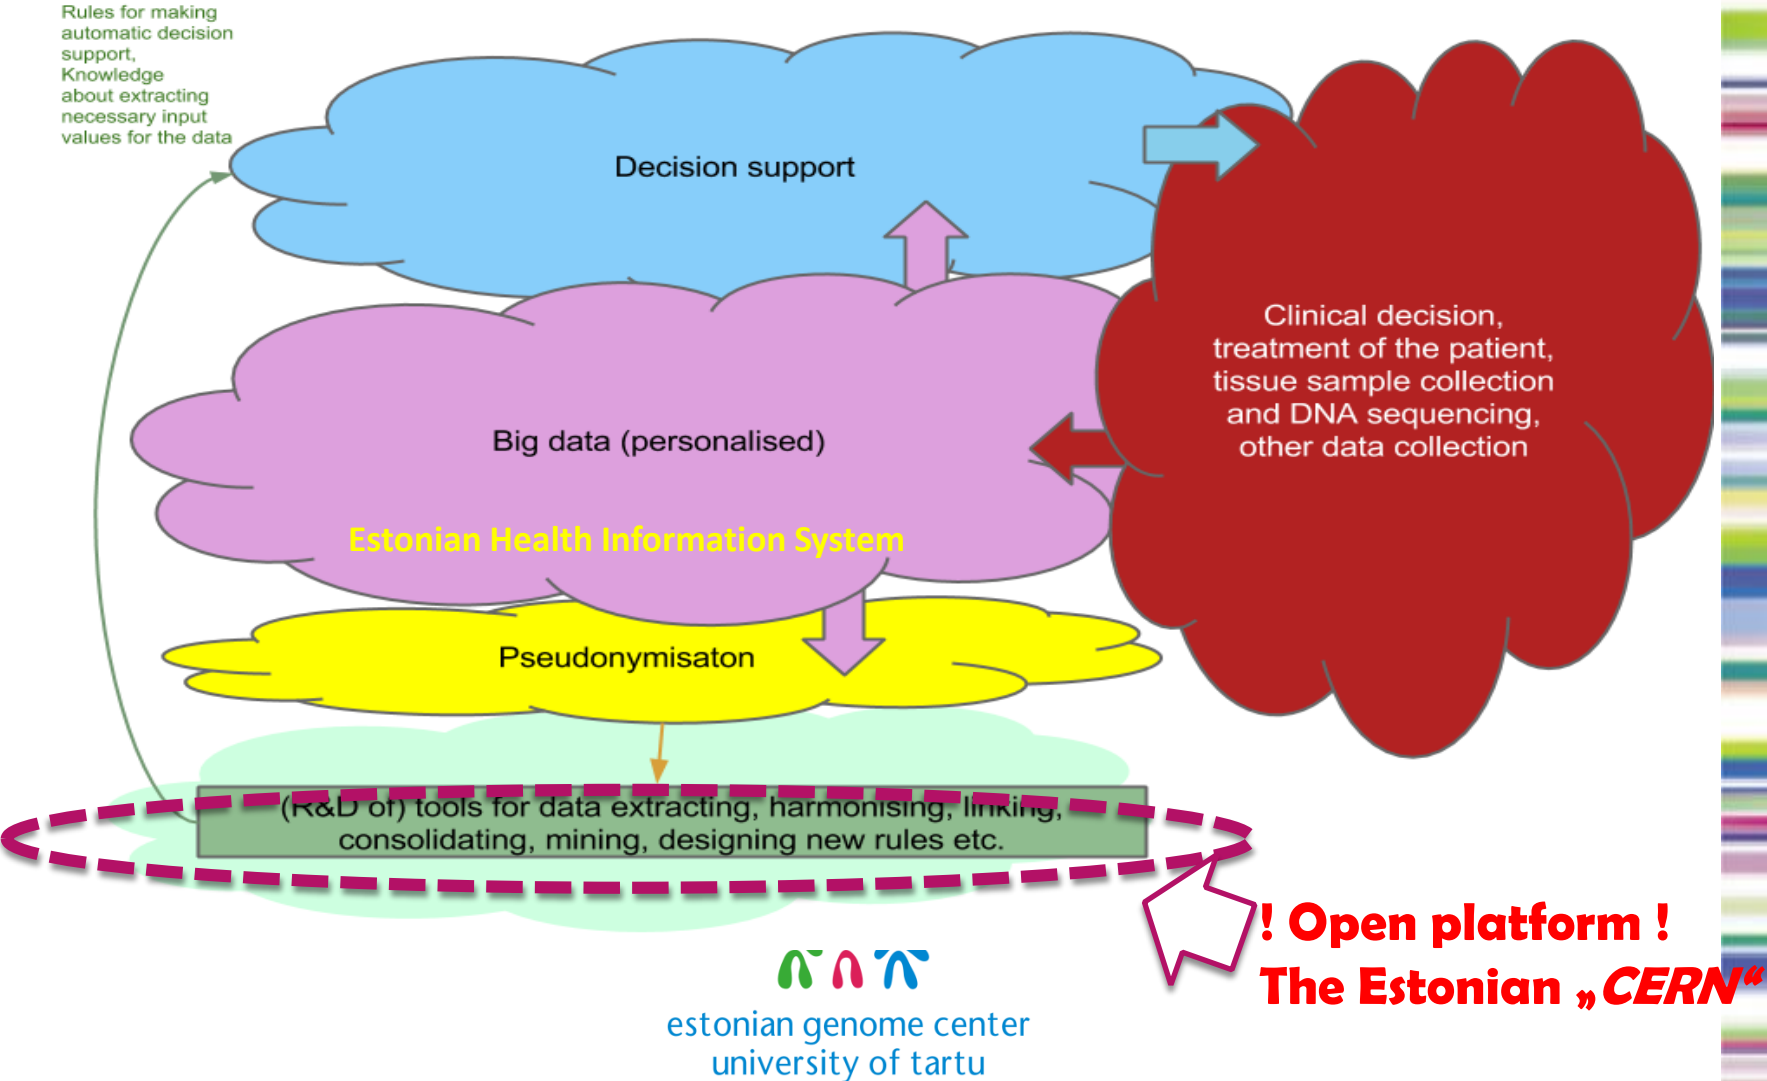 Rules for making
automatic decision
support,
Knowledge
about extracting
necessary input
values for the data
Decision support
Clinical decision,
treatment of the patient,
tissue sample collection
and DNA sequencing,
other data collection
Big data (personalised)
Estonian Health Information System
Pseudonymisaton
(R&D of) tools for data extracting, harmonising, linking,
consolidating, mining, designing new rules etc.
! Open platform !
The Estonian „CERN“
estonian genome center
university of tartu